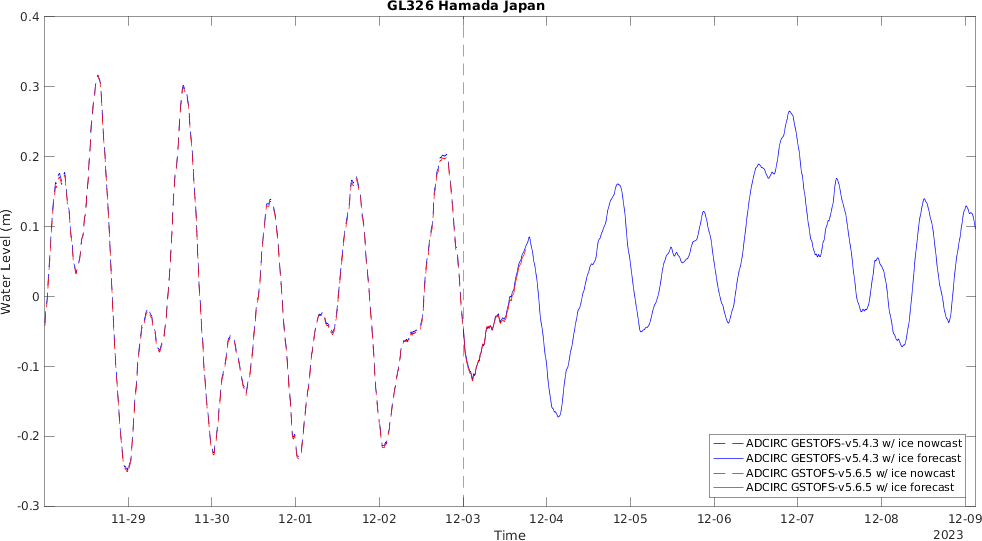 GL326 Hamada Japan
0.4
0.3
0.2
0.1
0
-0.1
-0.2
-0.3
Water Level (m)
11-29 11-30 12-01 12-02 12-03 12-04 12-05 12-06 12-07 12-08 12-09
Time
2023
ADCIRC GESTOFS-v5.4.3 w/ ice nowcast
ADCIRC GESTOFS-v5.4.3 w/ ice forecast
ADCIRC GSTOFS-v5.6.5 w/ ice nowcast
ADCIRC GSTOFS-v5.6.5 w/ ice forecast